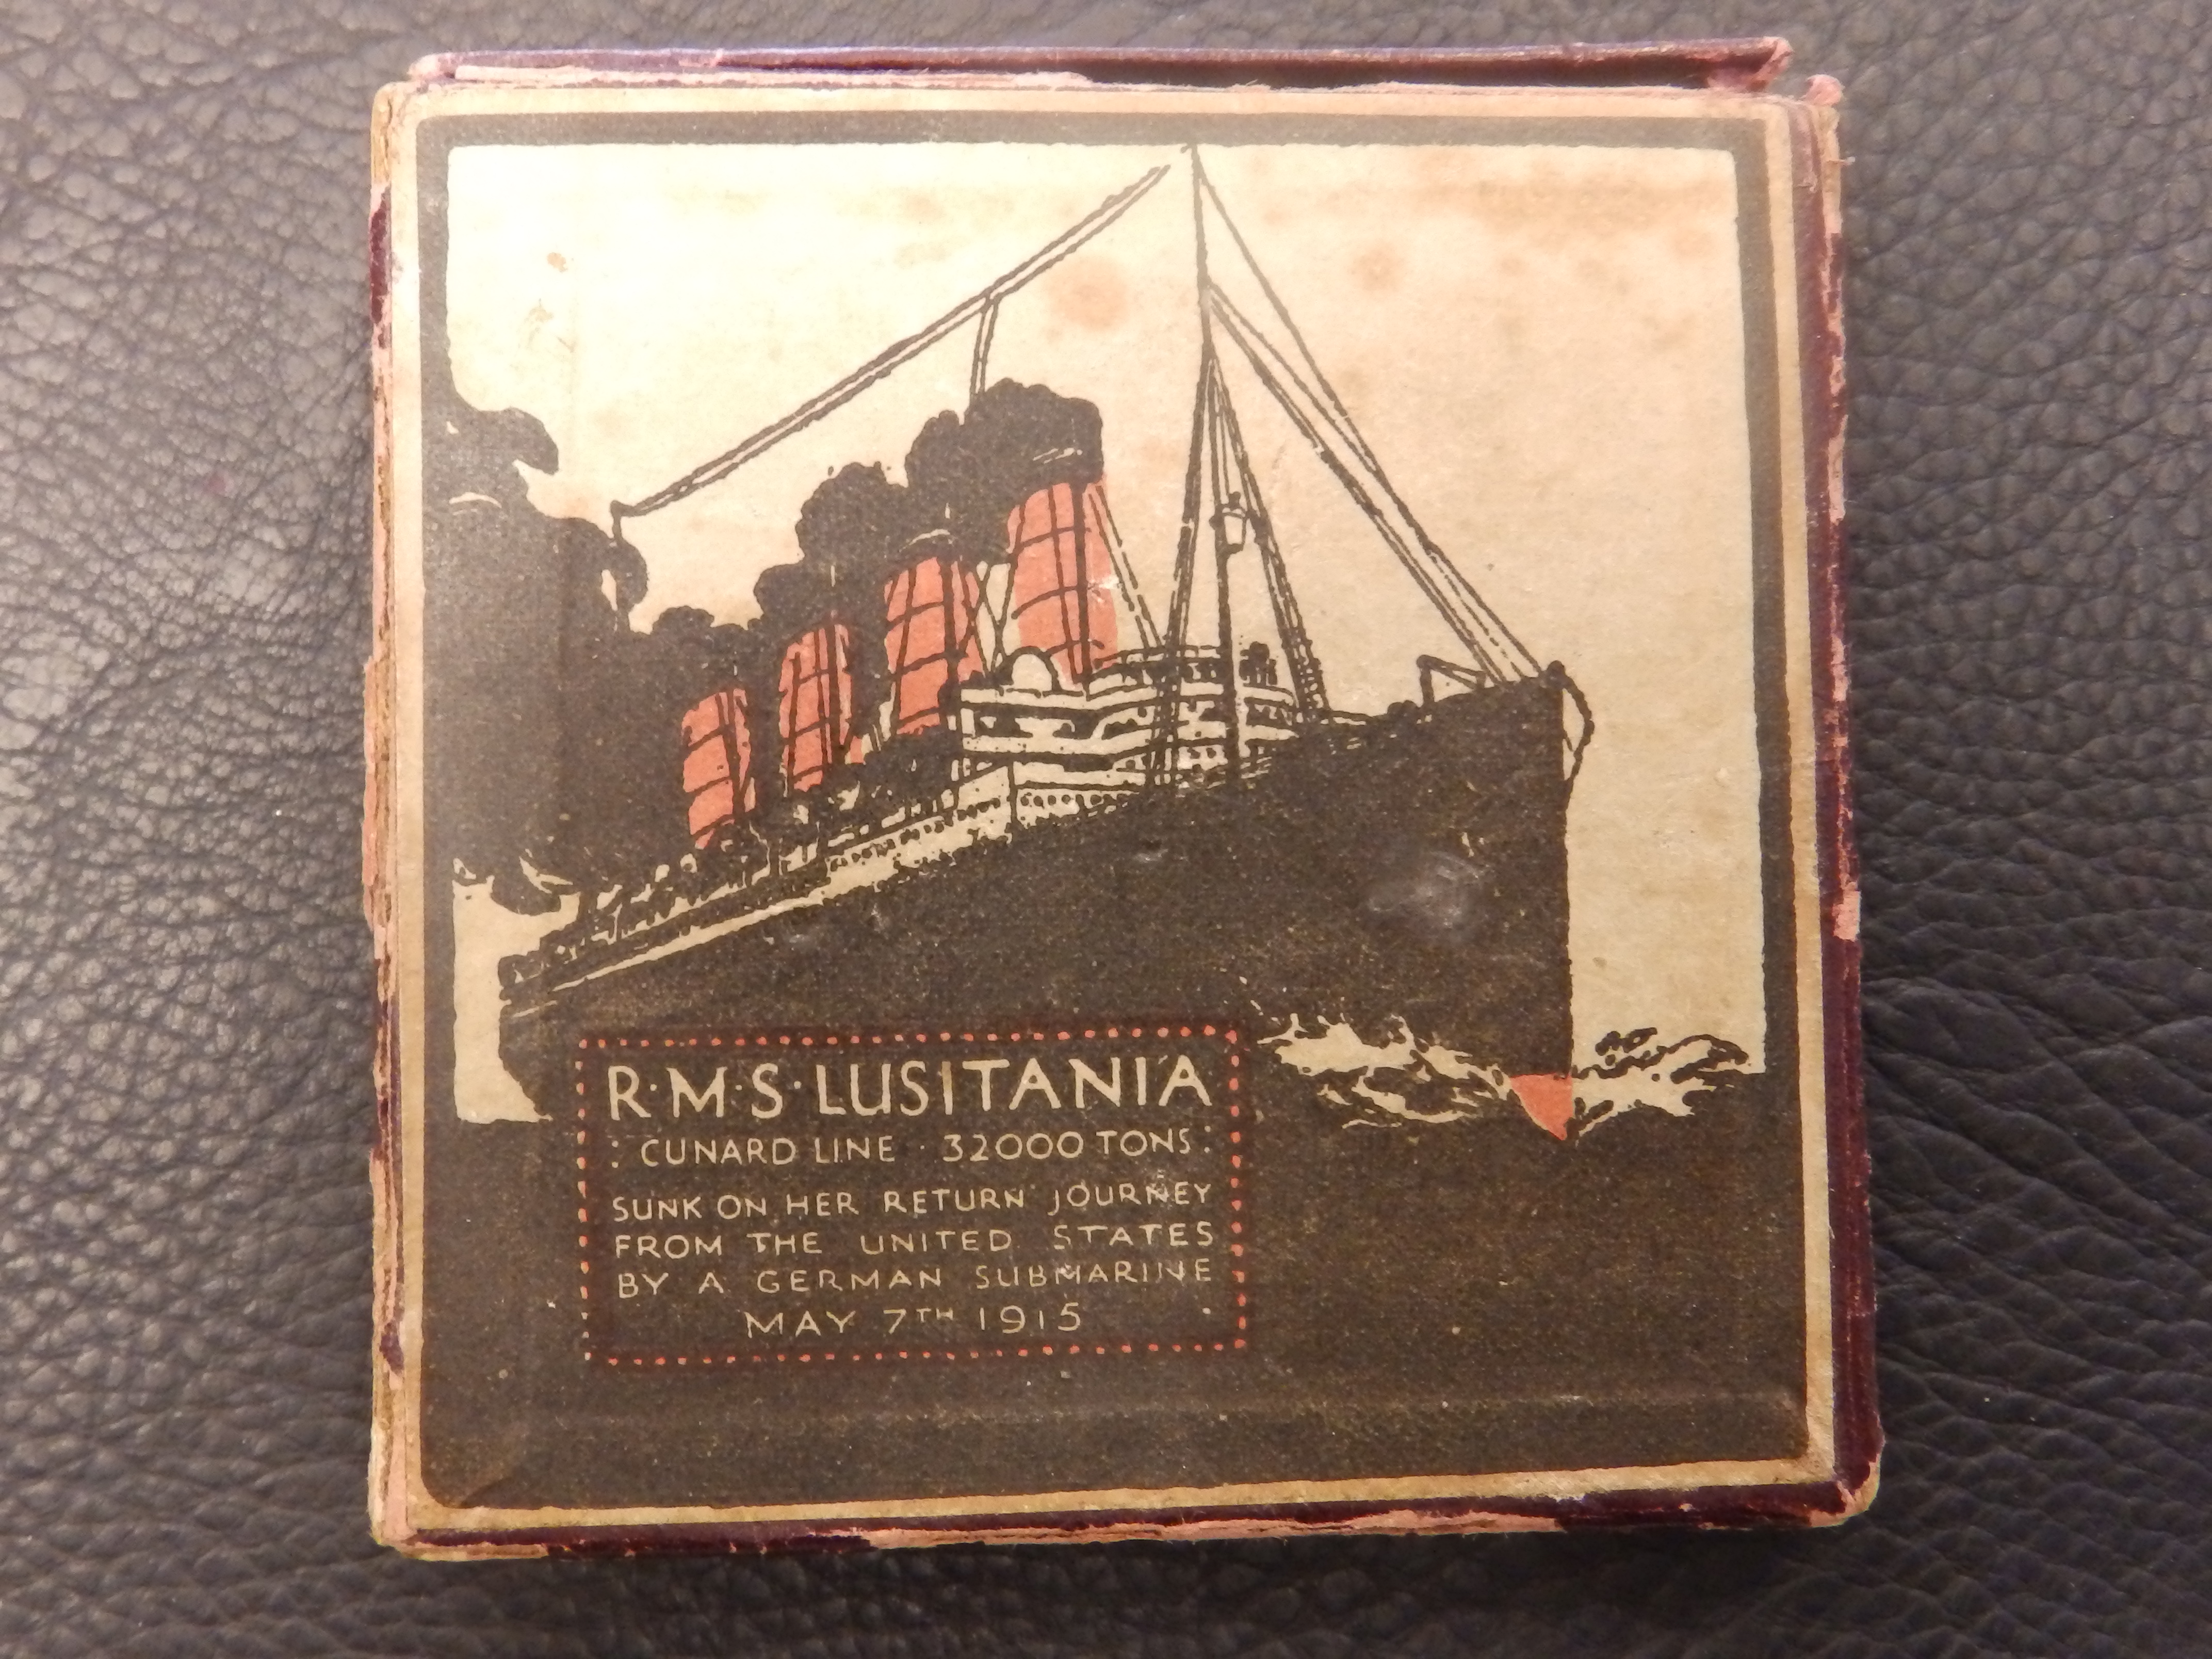 R·M·S·LUSITANIA
: CUNARD LINE · 32000 TONS :
SUNK ON HER RETURN JOURNEY
FROM THE UNITED STATES
BY A GERMAN SUBMARINE
MAY 7TH 1915